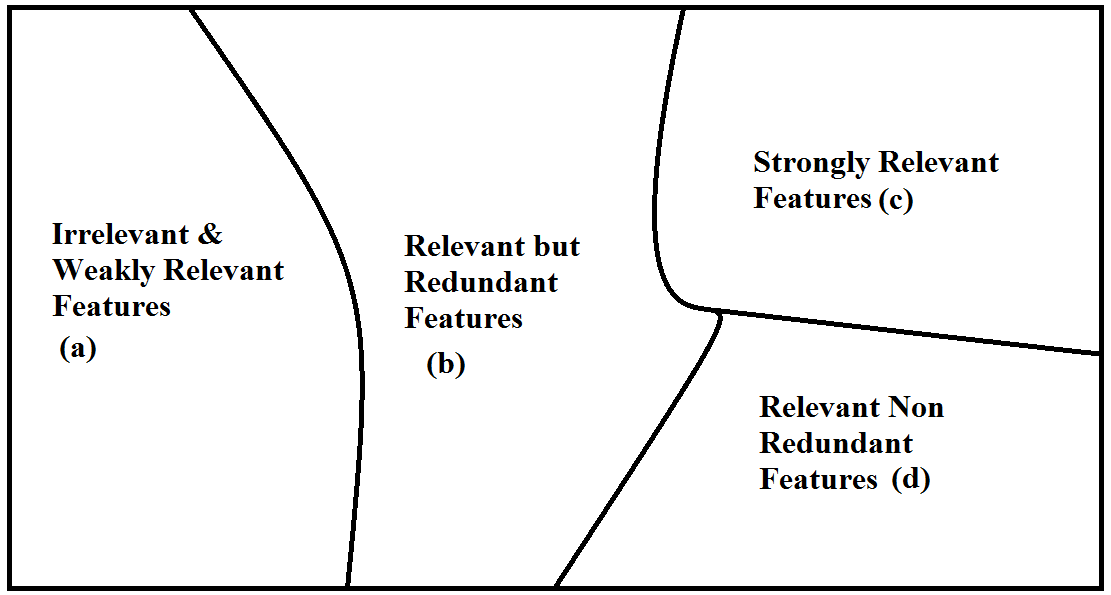 Irrelevant &
Weakly Relevant
Features
(a)
Relevant but
Redundant
Features
(b)
Strongly Relevant
Features (c)
Relevant Non
Redundant
Features (d)